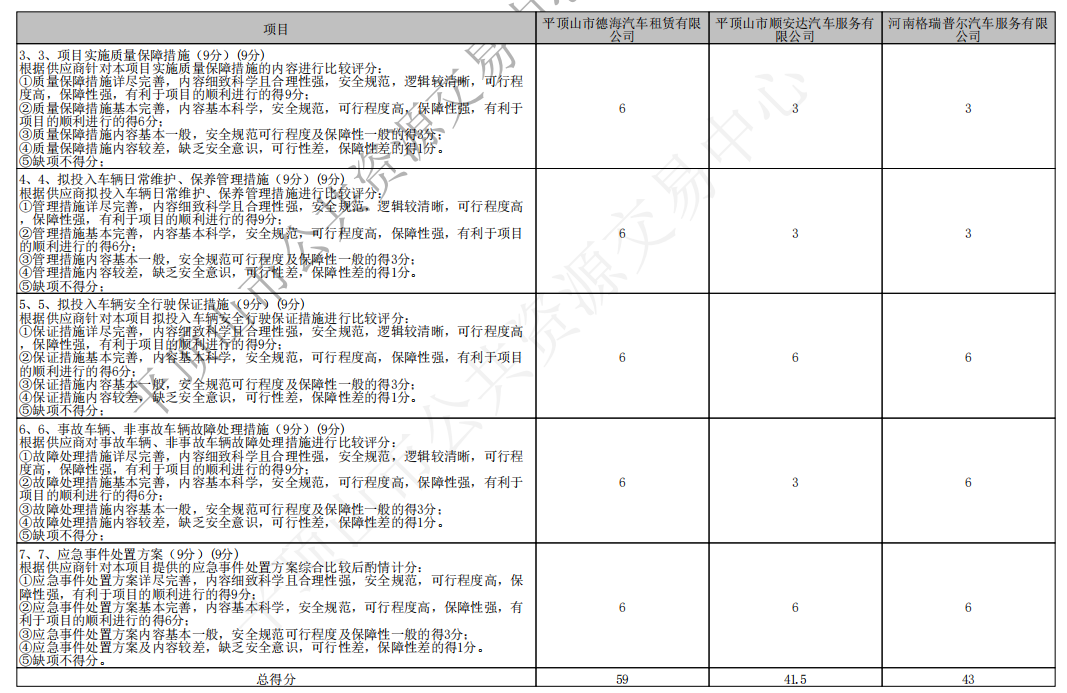 项目
平顶山市德海汽车租赁有限
公司
平顶山市顺安达汽车服务有
限公司
河南格瑞普尔汽车服务有限
公司
3、3、项目实施质量保障措施（9分）(9分)
根据供应商针对本项目实施质量保障措施的内容进行比较评分:
①质量保障措施详尽完善，内容细致科学且合理性强，安全规范，逻辑较清晰，可行程
度高，保障性强，有利于项目的顺利进行的得9分;
②质量保障措施基本完善，内容基本科学，安全规范，可行程度高，保障性强，有利于
项目的顺利进行的得6分;
③质量保障措施内容基本一般，安全规范可行程度及保障性一般的得3分;
④质量保障措施内容较差，缺乏安全意识，可行性差，保障性差的得1分。
⑤缺项不得分;
6
3
3
4、4、拟投入车辆日常维护、保养管理措施（9分）(9分)
根据供应商拟投入车辆日常维护、保养管理措施进行比较评分:
①管理措施详尽完善，内容细致科学且合理性强，安全规范，逻辑较清晰，可行程度高
，保障性强，有利于项目的顺利进行的得9分;
②管理措施基本完善，内容基本科学，安全规范，可行程度高，保障性强，有利于项目
的顺利进行的得6分;
③管理措施内容基本一般，安全规范可行程度及保障性一般的得3分;
④管理措施内容较差，缺乏安全意识，可行性差，保障性差的得1分。
⑤缺项不得分;
6
3
3
5、5、拟投入车辆安全行驶保证措施（9分）(9分)
根据供应商针对本项目拟投入车辆安全行驶保证措施进行比较评分:
①保证措施详尽完善，内容细致科学且合理性强，安全规范，逻辑较清晰，可行程度高
，保障性强，有利于项目的顺利进行的得9分;
②保证措施基本完善，内容基本科学，安全规范，可行程度高，保障性强，有利于项目
的顺利进行的得6分;
③保证措施内容基本一般，安全规范可行程度及保障性一般的得3分;
④保证措施内容较差，缺乏安全意识，可行性差，保障性差的得1分。
⑤缺项不得分;
6
6
6
6、6、事故车辆、非事故车辆故障处理措施（9分）(9分)
根据供应商对事故车辆、非事故车辆故障处理措施进行比较评分:
①故障处理措施详尽完善，内容细致科学且合理性强，安全规范，逻辑较清晰，可行程
度高，保障性强，有利于项目的顺利进行的得9分;
②故障处理措施基本完善，内容基本科学，安全规范，可行程度高，保障性强，有利于
项目的顺利进行的得6分;
③故障处理措施内容基本一般，安全规范可行程度及保障性一般的得3分;
④故障处理措施内容较差，缺乏安全意识，可行性差，保障性差的得1分。
⑤缺项不得分;
6
3
6
7、7、应急事件处置方案（9分）(9分)
根据供应商针对本项目提供的应急事件处置方案综合比较后酌情计分:
①应急事件处置方案详尽完善，内容细致科学且合理性强，安全规范，可行程度高，保
障性强，有利于项目的顺利进行的得9分;
②应急事件处置方案基本完善，内容基本科学，安全规范，可行程度高，保障性强，有
利于项目的顺利进行的得6分;
③应急事件处置方案内容基本一般，安全规范可行程度及保障性一般的得3分;
④应急事件处置方案及内容较差，缺乏安全意识，可行性差，保障性差的得1分。
⑤缺项不得分。
6
6
6
总得分
59
41.5
43
平顶山市公共资源交易中心
平顶山市公共资源交易中心